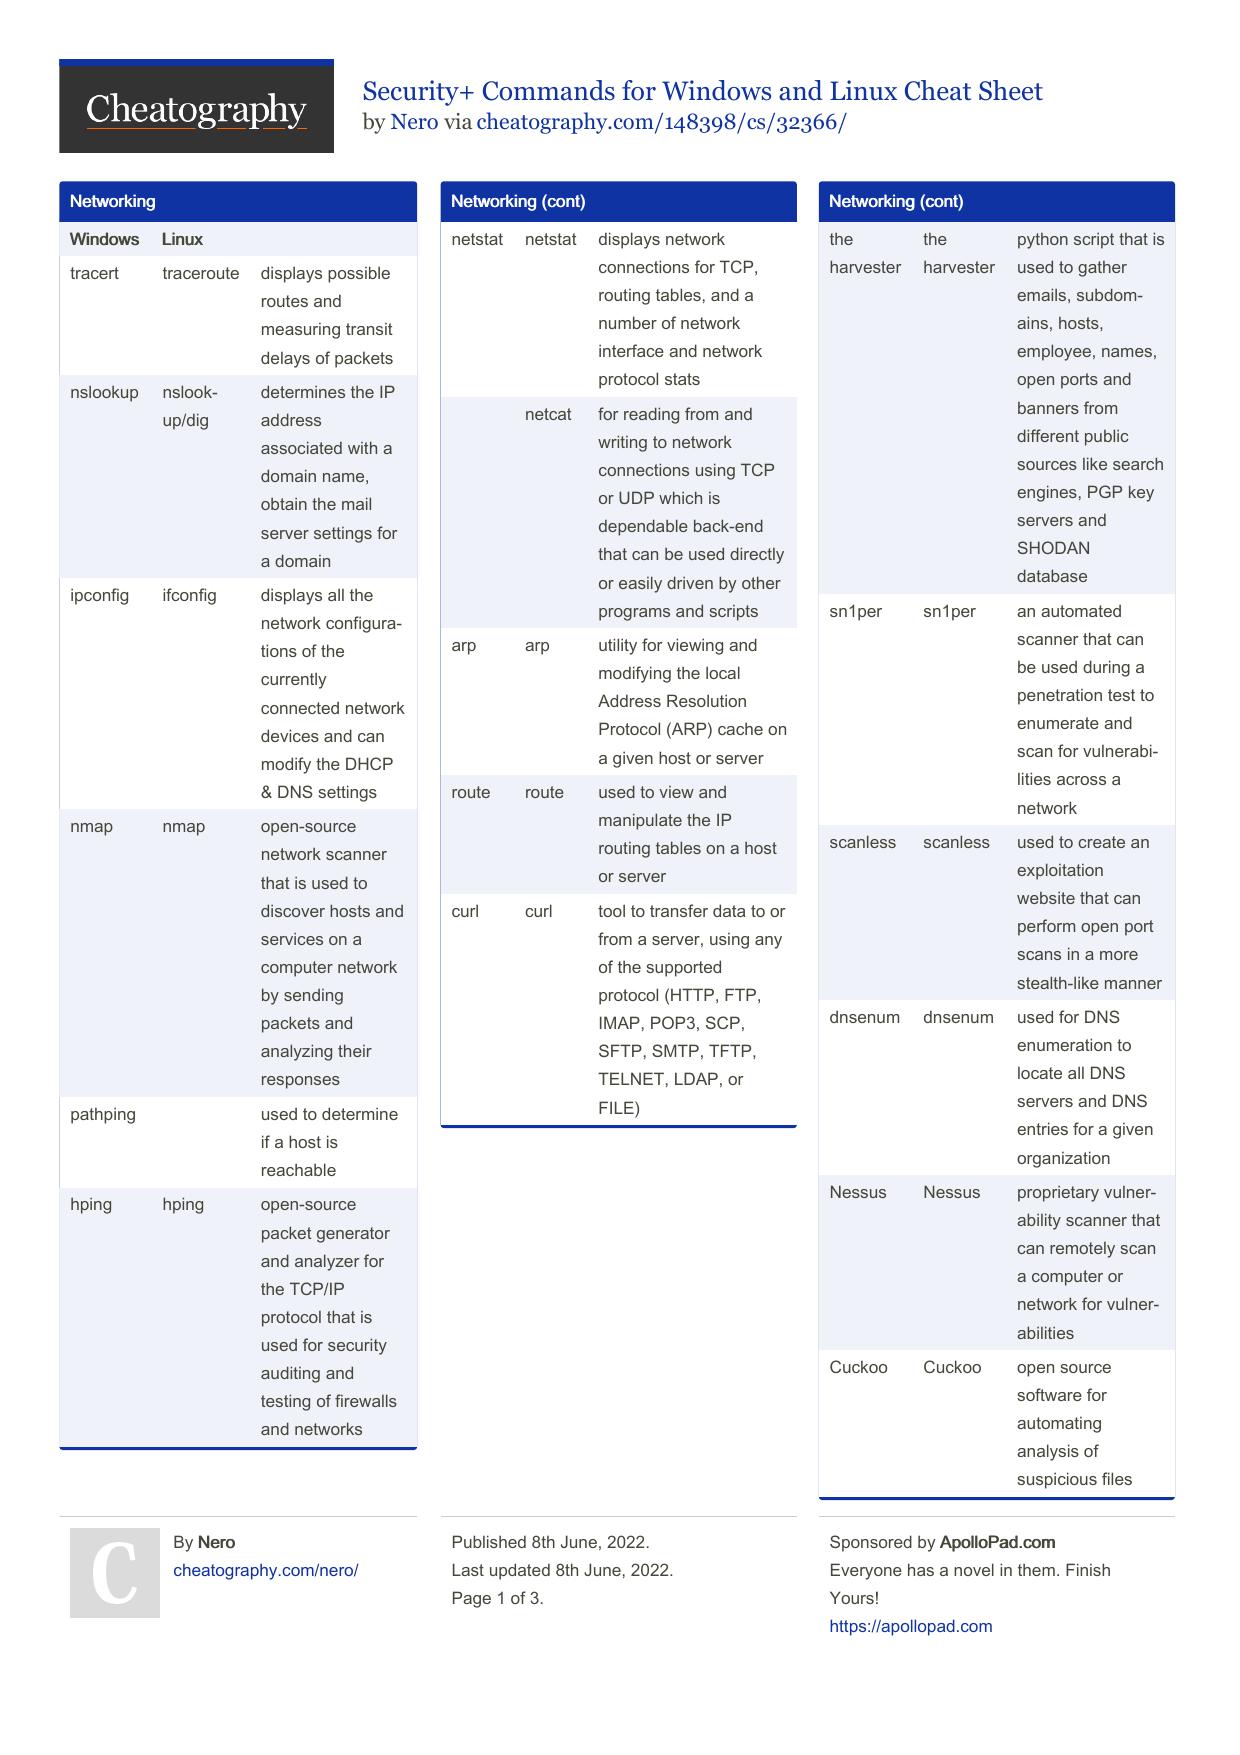 Cheatography
Security+ Commands for Windows and Linux Cheat Sheet
by Nero via cheatography.com/148398/cs/32366/
Networking
Windows Linux
tracert traceroute displays possible
routes and
measuring transit
delays of packets
nslookup nslook- determines the IP
up/dig address
associated with a
domain name,
obtain the mail
server settings for
a domain
ipconfig ifconfig displays all the
network configura-
tions of the
currently
connected network
devices and can
modify the DHCP
& DNS settings
nmap nmap open-source
network scanner
that is used to
discover hosts and
services on a
computer network
by sending
packets and
analyzing their
responses
pathping used to determine
if a host is
reachable
hping hping open-source
packet generator
and analyzer for
the TCP/IP
protocol that is
used for security
auditing and
testing of firewalls
and networks
Networking (cont)
netstat netstat displays network
connections for TCP,
routing tables, and a
number of network
interface and network
protocol stats
netcat for reading from and
writing to network
connections using TCP
or UDP which is
dependable back-end
that can be used directly
or easily driven by other
programs and scripts
arp arp utility for viewing and
modifying the local
Address Resolution
Protocol (ARP) cache on
a given host or server
route route used to view and
manipulate the IP
routing tables on a host
or server
curl curl tool to transfer data to or
from a server, using any
of the supported
protocol (HTTP, FTP,
IMAP, POP3, SCP,
SFTP, SMTP, TFTP,
TELNET, LDAP, or
FILE)
Networking (cont)
the the python script that is
harvester harvester used to gather
emails, subdom-
ains, hosts,
employee, names,
open ports and
banners from
different public
sources like search
engines, PGP key
servers and
SHODAN
database
sn1per sn1per an automated
scanner that can
be used during a
penetration test to
enumerate and
scan for vulnerabi-
lities across a
network
scanless scanless used to create an
exploitation
website that can
perform open port
scans in a more
stealth-like manner
dnsenum dnsenum used for DNS
enumeration to
locate all DNS
servers and DNS
entries for a given
organization
Nessus Nessus proprietary vulner-
ability scanner that
can remotely scan
a computer or
network for vulner-
abilities
Cuckoo Cuckoo open source
software for
automating
analysis of
suspicious files
C
By Nero
cheatography.com/nero/
Published 8th June, 2022.
Last updated 8th June, 2022.
Page 1 of 3.
Sponsored by ApolloPad.com
Everyone has a novel in them. Finish
Yours!
https://apollopad.com